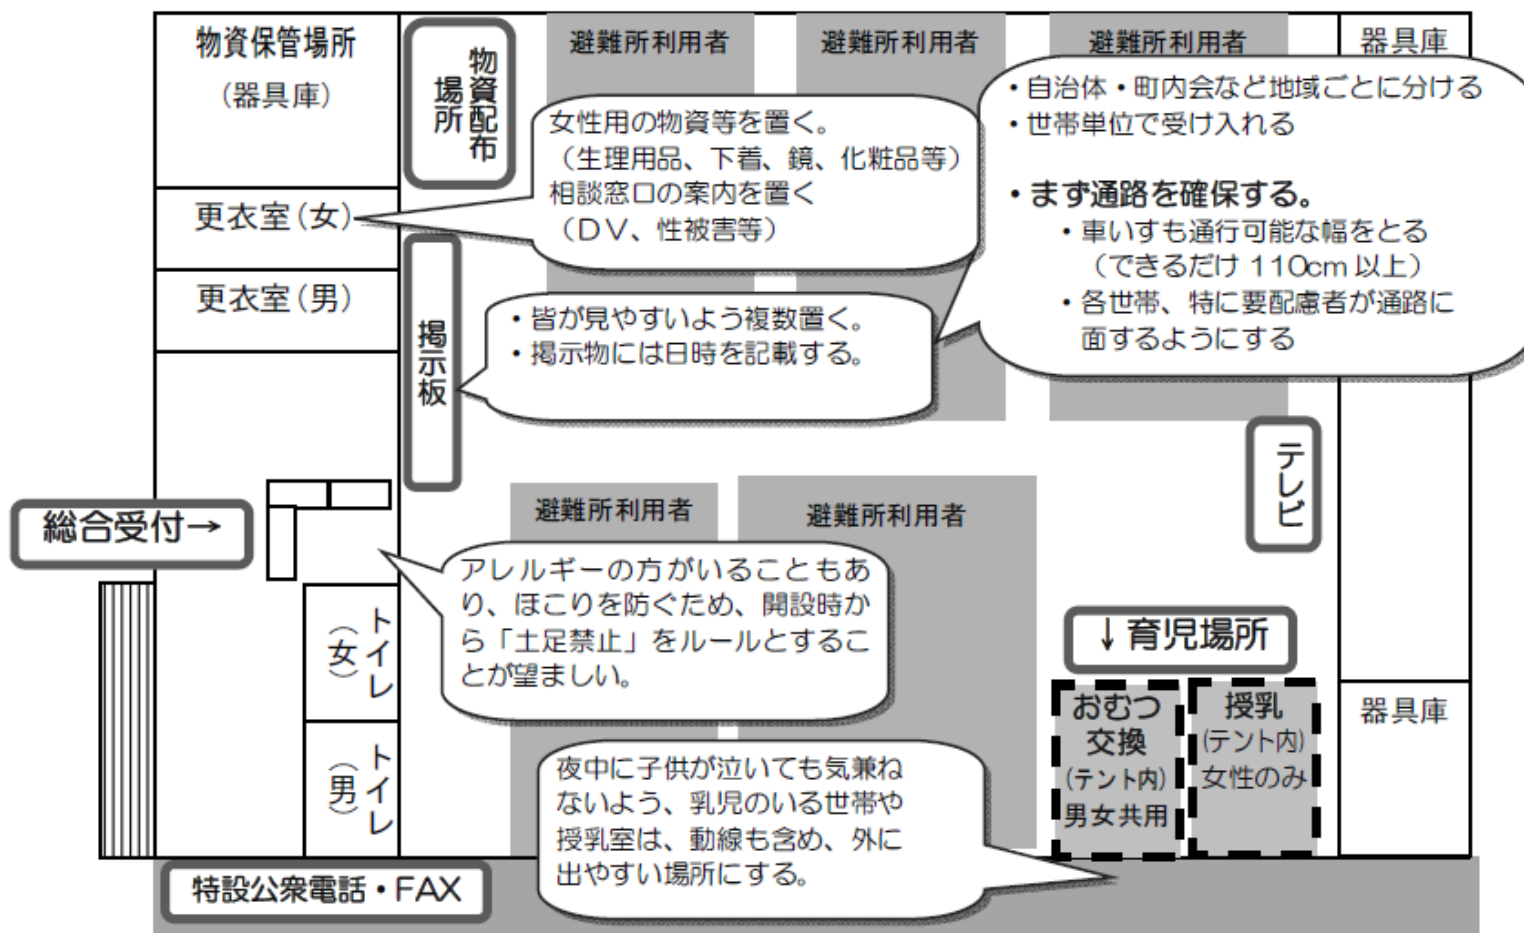 物資保管場所
(器具庫)
物資配布
場所
避難所利用者
避難所利用者
避難所利用者
器具庫
女性用の物資等を置く。
（生理用品、下着、鏡、化粧品等）
相談窓口の案内を置く
（ＤＶ、性被害等）
・自治体・町内会など地域ごとに分ける
・世帯単位で受け入れる
・まず通路を確保する。
・車いすも通行可能な幅をとる
（できるだけ 110cm 以上）
・各世帯、特に要配慮者が通路に
面するようにする
更衣室(女)
更衣室(男)
掲示板
・皆が見やすいよう複数置く。
・掲示物には日時を記載する。
テレビ
総合受付→
避難所利用者
避難所利用者
アレルギーの方がいることもあ
り、ほこりを防ぐため、開設時か
ら「土足禁止」をルールとするこ
とが望ましい。
トイレ
（女）
トイレ
（男）
↓育児場所
おむつ
交換
(テント内)
男女共用
授乳
(テント内)
女性のみ
器具庫
夜中に子供が泣いても気兼ね
ないよう、乳児のいる世帯や
授乳室は、動線も含め、外に
出やすい場所にする。
特設公衆電話・FAX